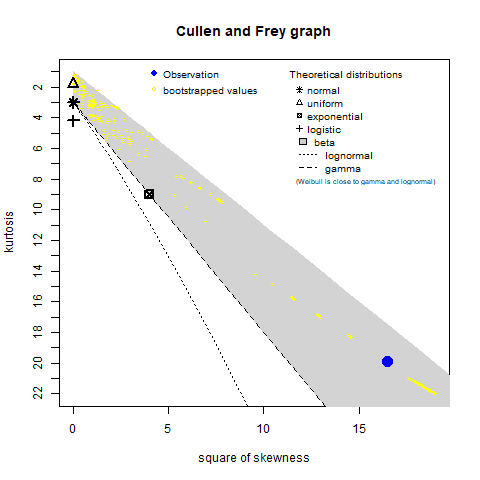 Cullen and Frey graph
Observation
bootstrapped values
Theoretical distributions
normal
uniform
exponential
logistic
beta
lognormal
gamma
(Weibull is close to gamma and lognormal)
kurtosis
2
4
6
8
10
12
14
16
18
20
22
0
5
10
15
square of skewness